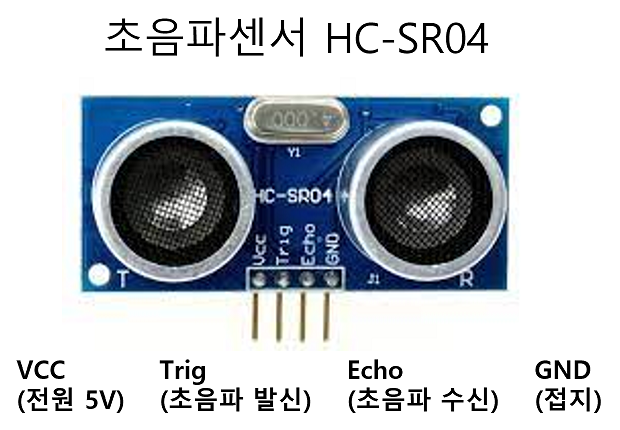 초음파센서 HC-SR04
Y1
HC-SR04
Vcc
Trig
Echo
GND
T
J1
R
VCC
(전원 5V)
Trig
(초음파 발신)
Echo
(초음파 수신)
GND
(접지)